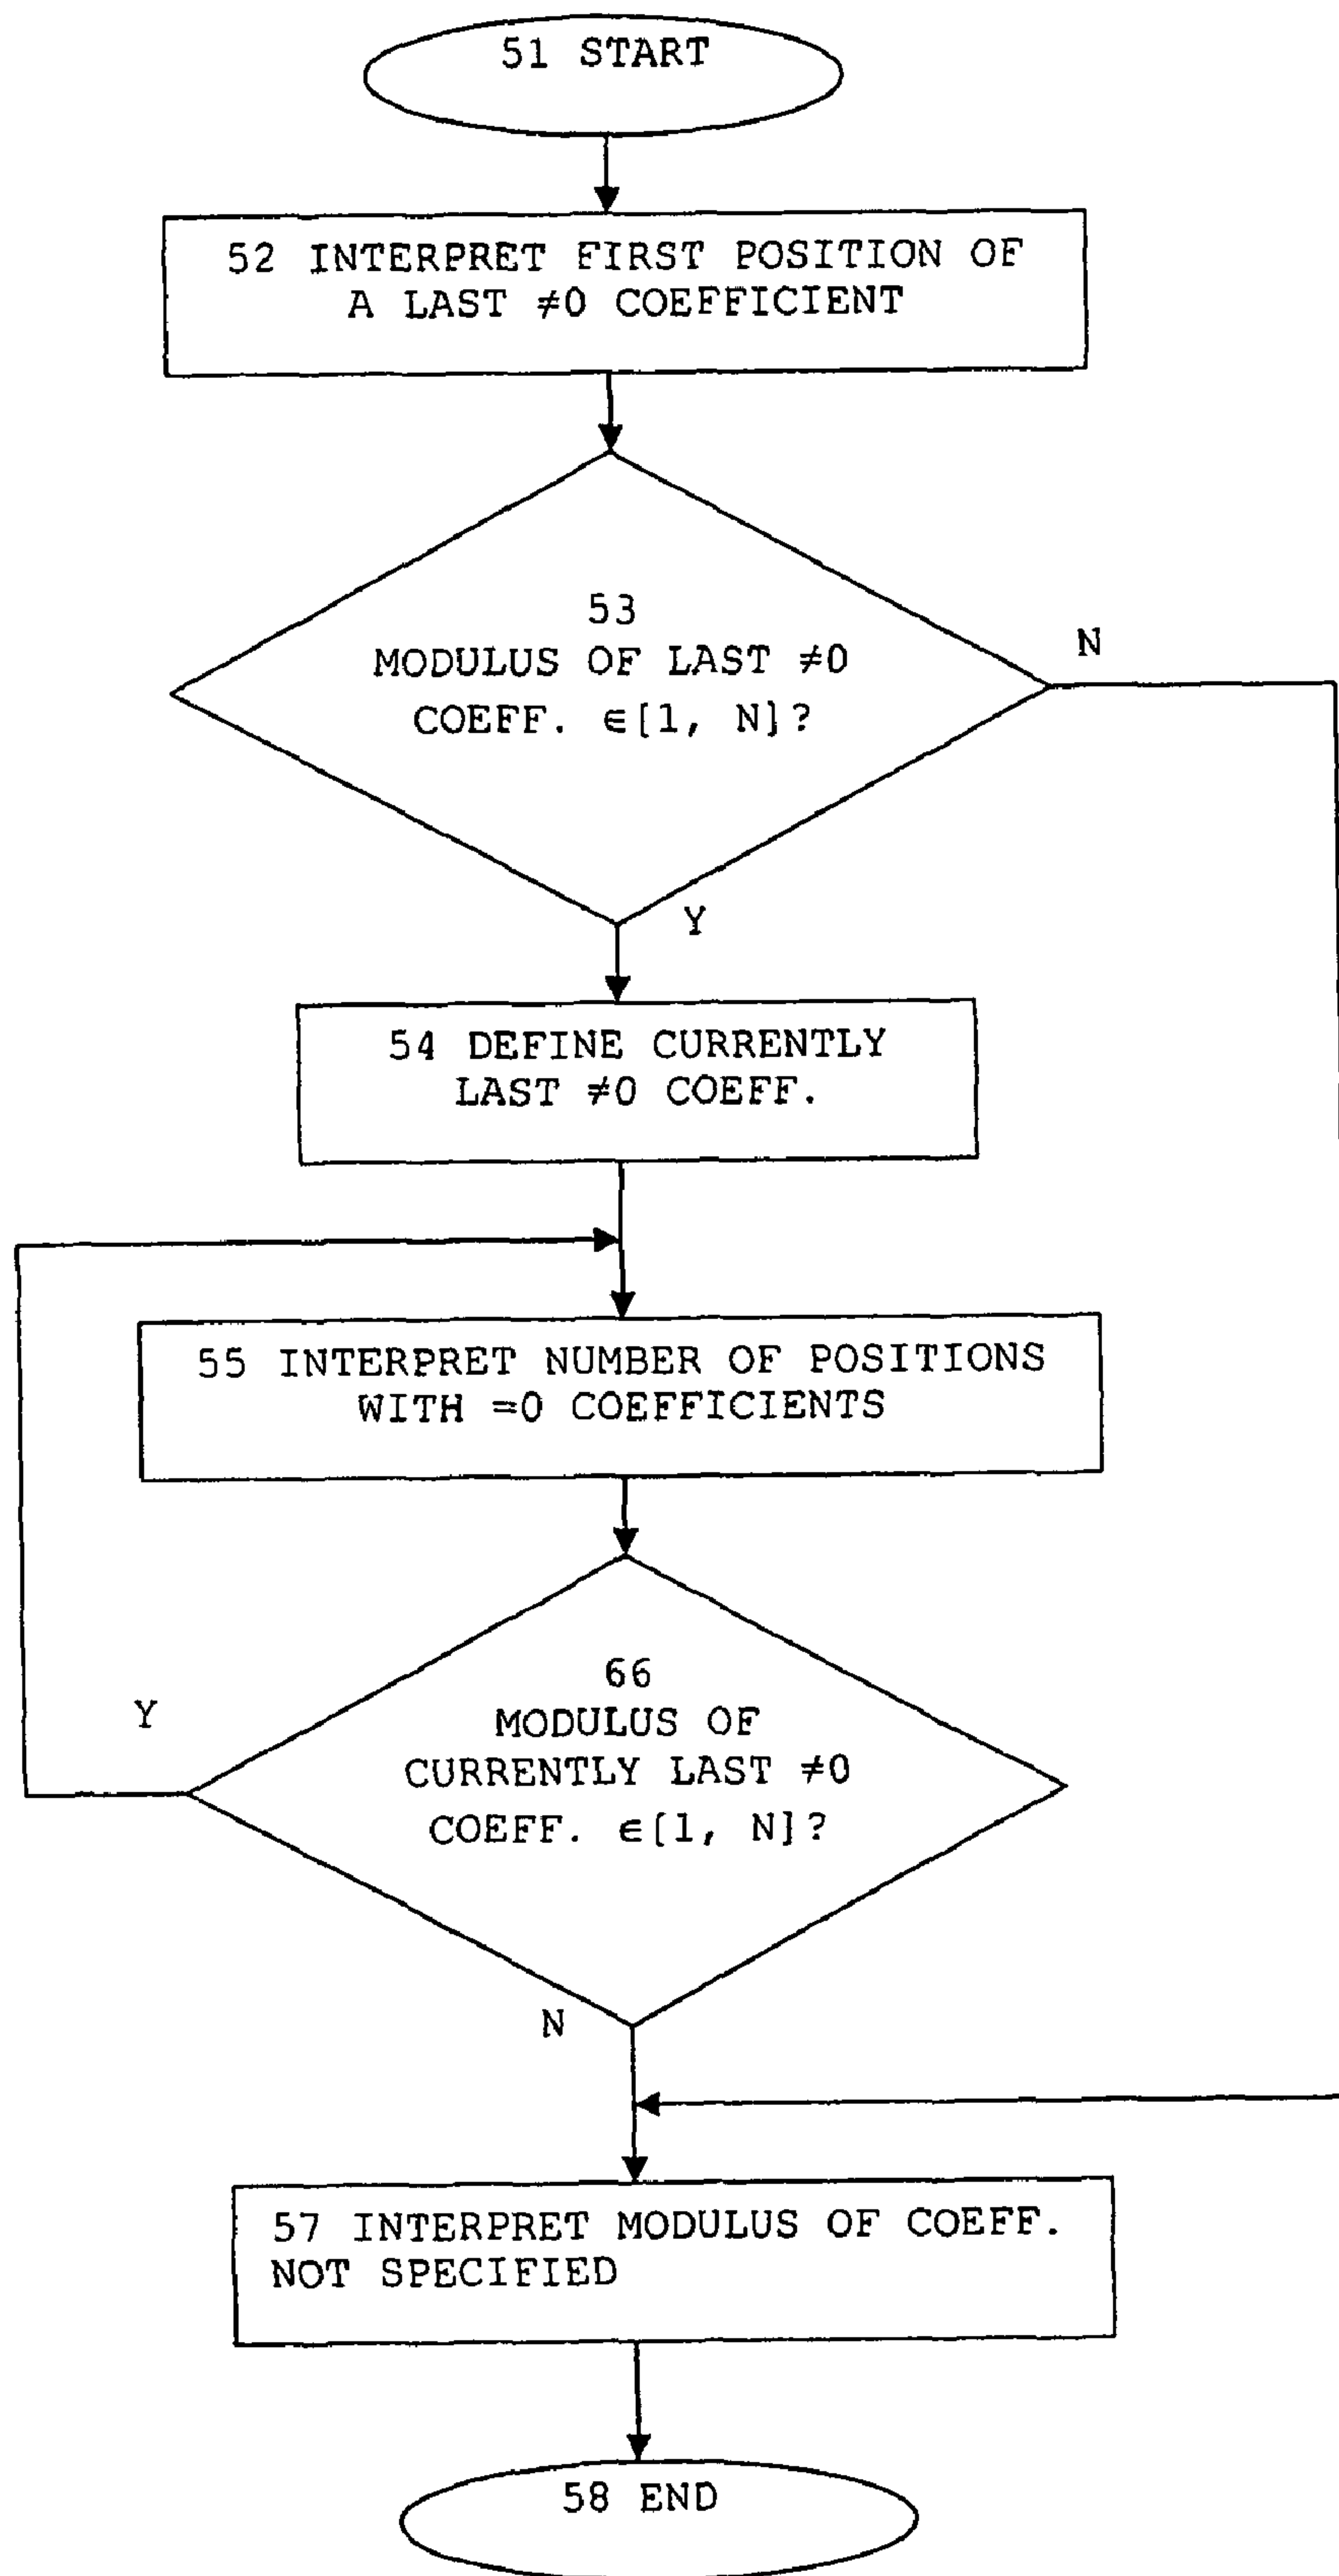 51 START
52 INTERPRET FIRST POSITION OF
A LAST ≠0 COEFFICIENT
53
MODULUS OF LAST ≠0
COEFF. ∈[1, N]?
N
Y
54 DEFINE CURRENTLY
LAST ≠0 COEFF.
55 INTERPRET NUMBER OF POSITIONS
WITH =0 COEFFICIENTS
66
MODULUS OF
CURRENTLY LAST ≠0
COEFF. ∈[1, N]?
Y
N
57 INTERPRET MODULUS OF COEFF.
NOT SPECIFIED
58 END